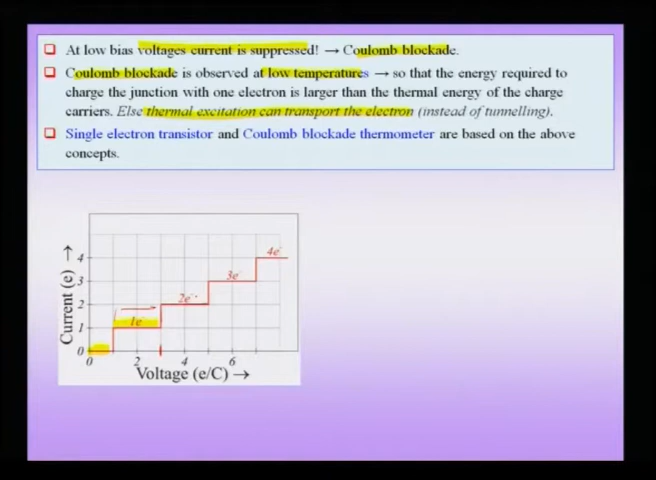 At low bias voltages current is suppressed! → Coulomb blockade.
Coulomb blockade is observed at low temperatures → so that the energy required to
charge the junction with one electron is larger than the thermal energy of the charge
carriers. Else thermal excitation can transport the electron (instead of tunnelling).
Single electron transistor and Coulomb blockade thermometer are based on the above
concepts.
Current (e) →
4
3
2
1
0
4e⁻
3e⁻
2e⁻
1e⁻
0 2 4 6
Voltage (e/C) →